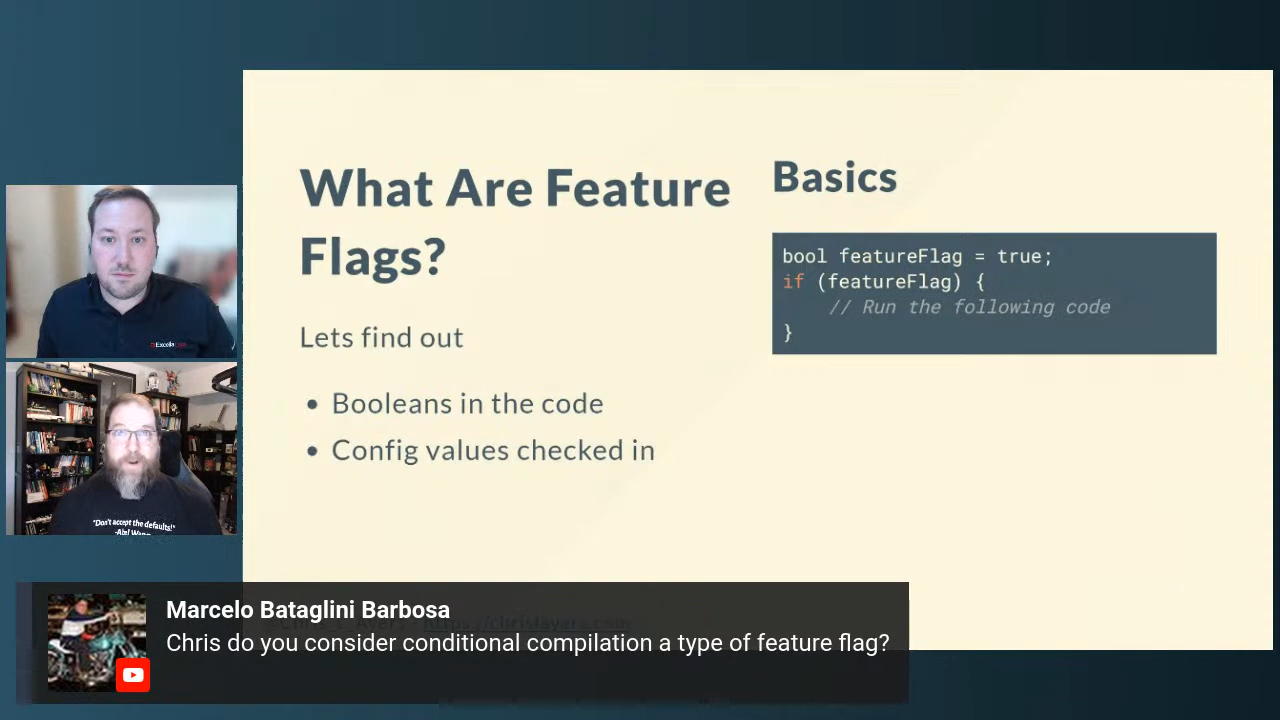 What Are Feature
Flags?
Lets find out
• Booleans in the code
• Config values checked in
Basics
bool featureFlag = true;
if (featureFlag) {
// Run the following code
}
Excella
"Don't accept the defaults!"
Marcelo Bataglini Barbosa
Chris do you consider conditional compilation a type of feature flag?